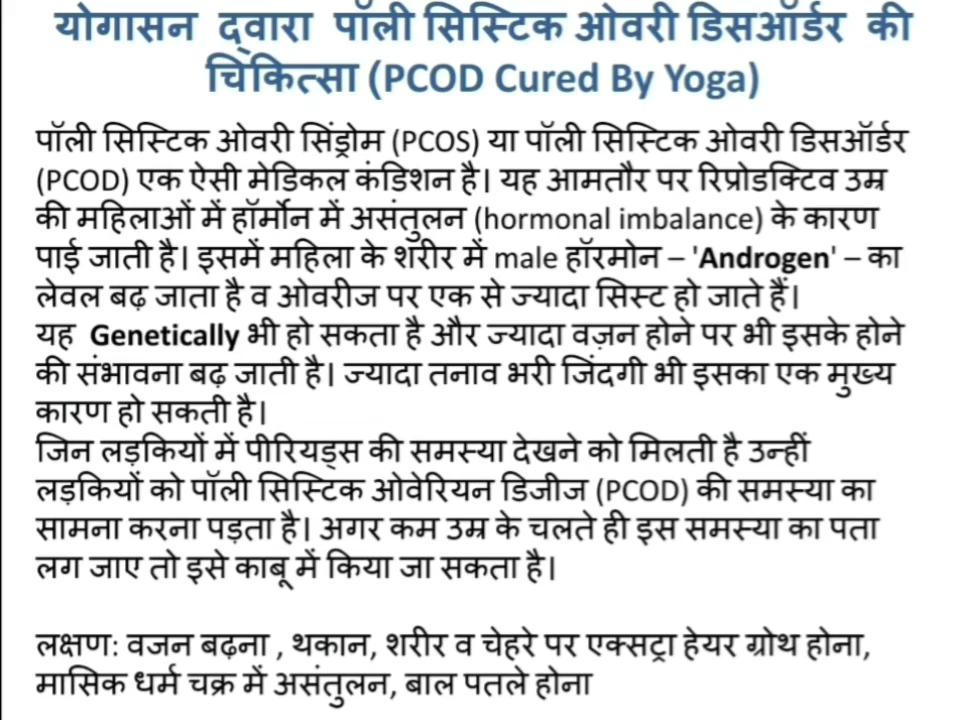 योगासन द्वारा पॉली सिस्टिक ओवरी डिसऑर्डर की
चिकित्सा (PCOD Cured By Yoga)
पॉली सिस्टिक ओवरी सिंड्रोम (PCOS) या पॉली सिस्टिक ओवरी डिसऑर्डर
(PCOD) एक ऐसी मेडिकल कंडिशन है। यह आमतौर पर रिप्रोडक्टिव उम्र
की महिलाओं में हॉर्मोन में असंतुलन (hormonal imbalance) के कारण
पाई जाती है। इसमें महिला के शरीर में male हॉरमोन – 'Androgen' – का
लेवल बढ़ जाता है व ओवरीज पर एक से ज्यादा सिस्ट हो जाते हैं।
यह Genetically भी हो सकता है और ज्यादा वज़न होने पर भी इसके होने
की संभावना बढ़ जाती है। ज्यादा तनाव भरी जिंदगी भी इसका एक मुख्य
कारण हो सकती है।
जिन लड़कियों में पीरियड्स की समस्या देखने को मिलती है उन्हीं
लड़कियों को पॉली सिस्टिक ओवेरियन डिजीज (PCOD) की समस्या का
सामना करना पड़ता है। अगर कम उम्र के चलते ही इस समस्या का पता
लग जाए तो इसे काबू में किया जा सकता है।
लक्षण: वजन बढ़ना , थकान, शरीर व चेहरे पर एक्सट्रा हेयर ग्रोथ होना,
मासिक धर्म चक्र में असंतुलन, बाल पतले होना